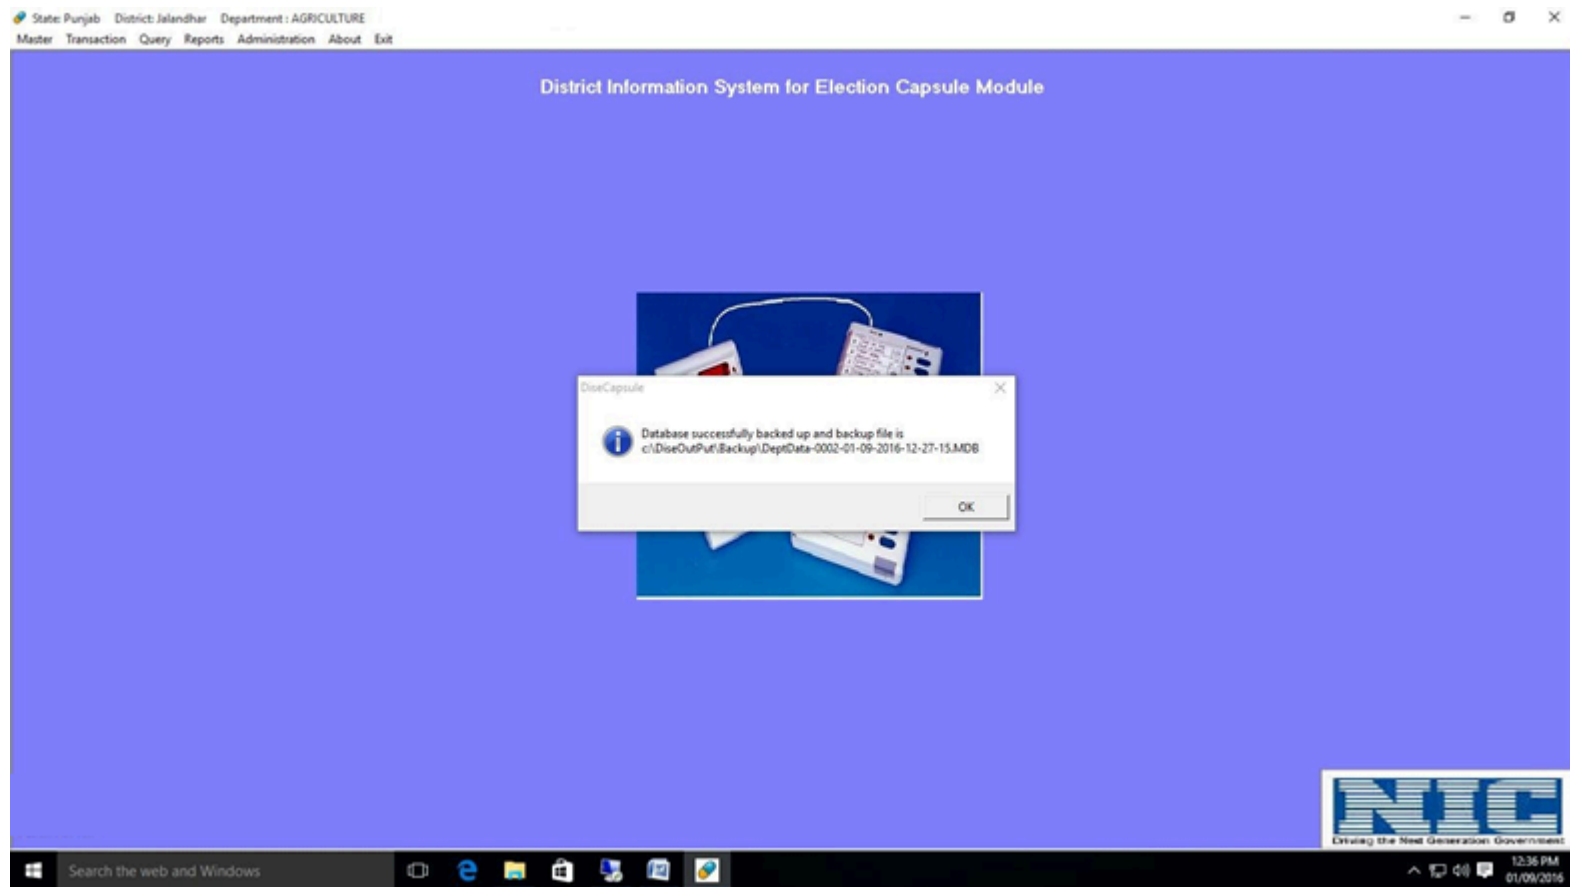 State: Punjab District: Jalandhar Department : AGRICULTURE
Master Transaction Query Reports Administration About Exit
District Information System for Election Capsule Module
DiseCapsule
Database successfully backed up and backup file is
c:\DiseOutPut\Backup\DeptData-0002-01-09-2016-12-27-15.MDB
OK
NIC
Driving the Next Generation Government
Search the web and Windows
12:36 PM
01/09/2016